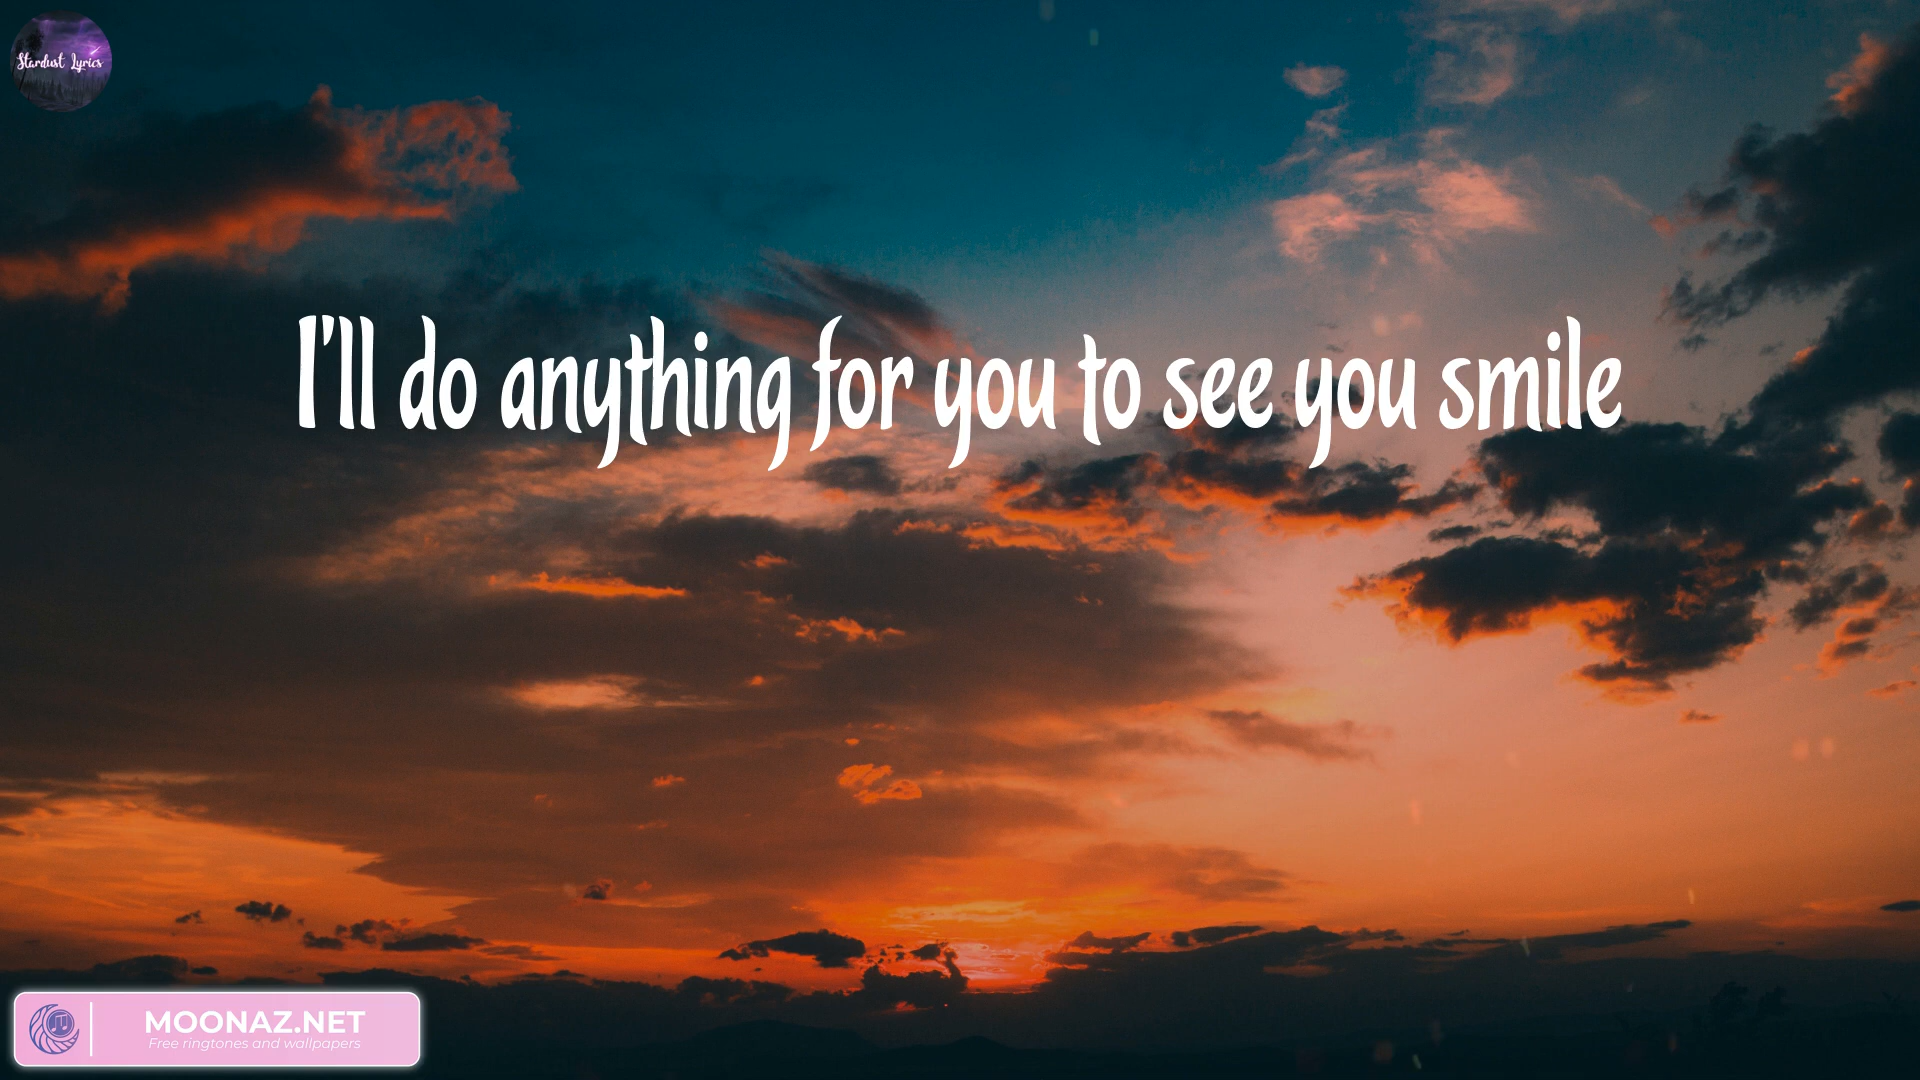 Stardust Lyrics
I'll do anything for you to see you smile
MOONAZ.NET
Free ringtones and wallpapers